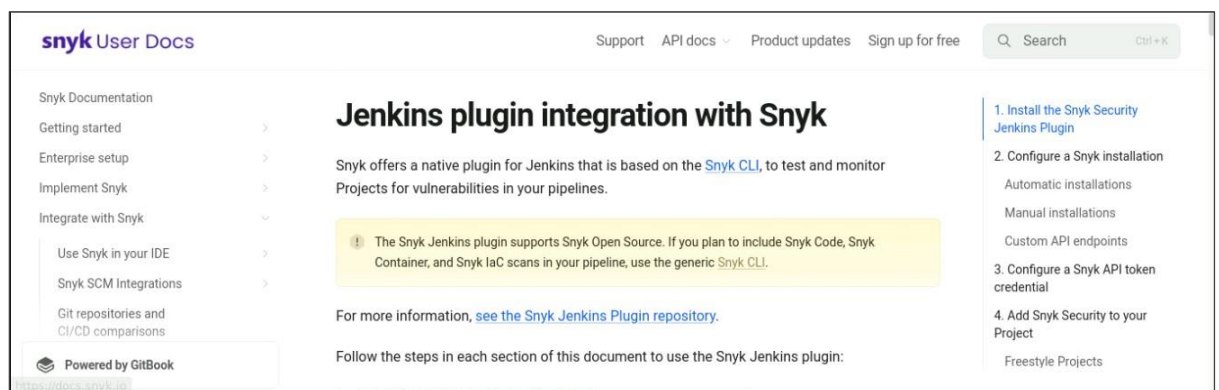 snyk User Docs
Support API docs Product updates Sign up for free Search Ctrl+K
Snyk Documentation
Getting started
Enterprise setup
Implement Snyk
Integrate with Snyk
Use Snyk in your IDE
Snyk SCM Integrations
Git repositories and
CI/CD comparisons
Powered by GitBook
https://docs.snyk.io
Jenkins plugin integration with Snyk
Snyk offers a native plugin for Jenkins that is based on the Snyk CLI, to test and monitor
Projects for vulnerabilities in your pipelines.
The Snyk Jenkins plugin supports Snyk Open Source. If you plan to include Snyk Code, Snyk
Container, and Snyk IaC scans in your pipeline, use the generic Snyk CLI.
For more information, see the Snyk Jenkins Plugin repository.
Follow the steps in each section of this document to use the Snyk Jenkins plugin:
1. Install the Snyk Security
Jenkins Plugin
2. Configure a Snyk installation
Automatic installations
Manual installations
Custom API endpoints
3. Configure a Snyk API token
credential
4. Add Snyk Security to your
Project
Freestyle Projects